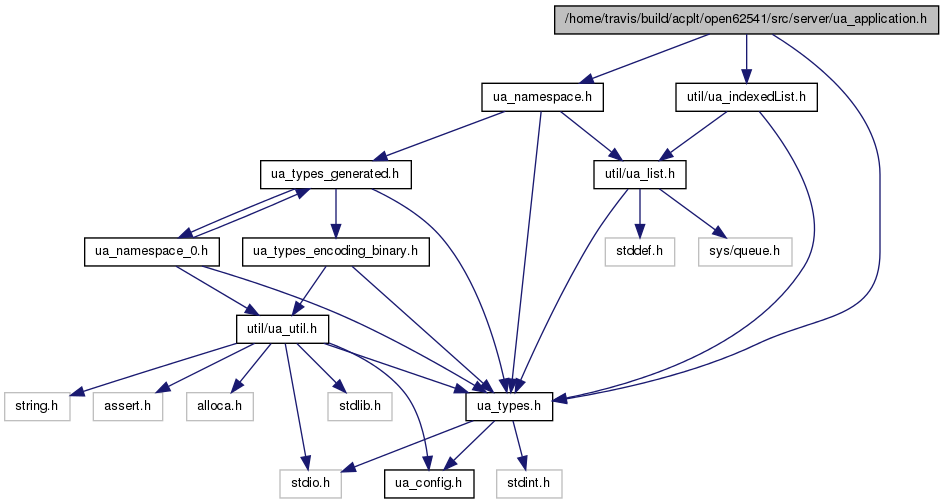 /home/travis/build/acplt/open62541/src/server/ua_application.h
ua_namespace.h
util/ua_indexedList.h
ua_types_generated.h
util/ua_list.h
ua_namespace_0.h
ua_types_encoding_binary.h
stddef.h
sys/queue.h
util/ua_util.h
string.h
assert.h
alloca.h
stdlib.h
ua_types.h
stdio.h
ua_config.h
stdint.h